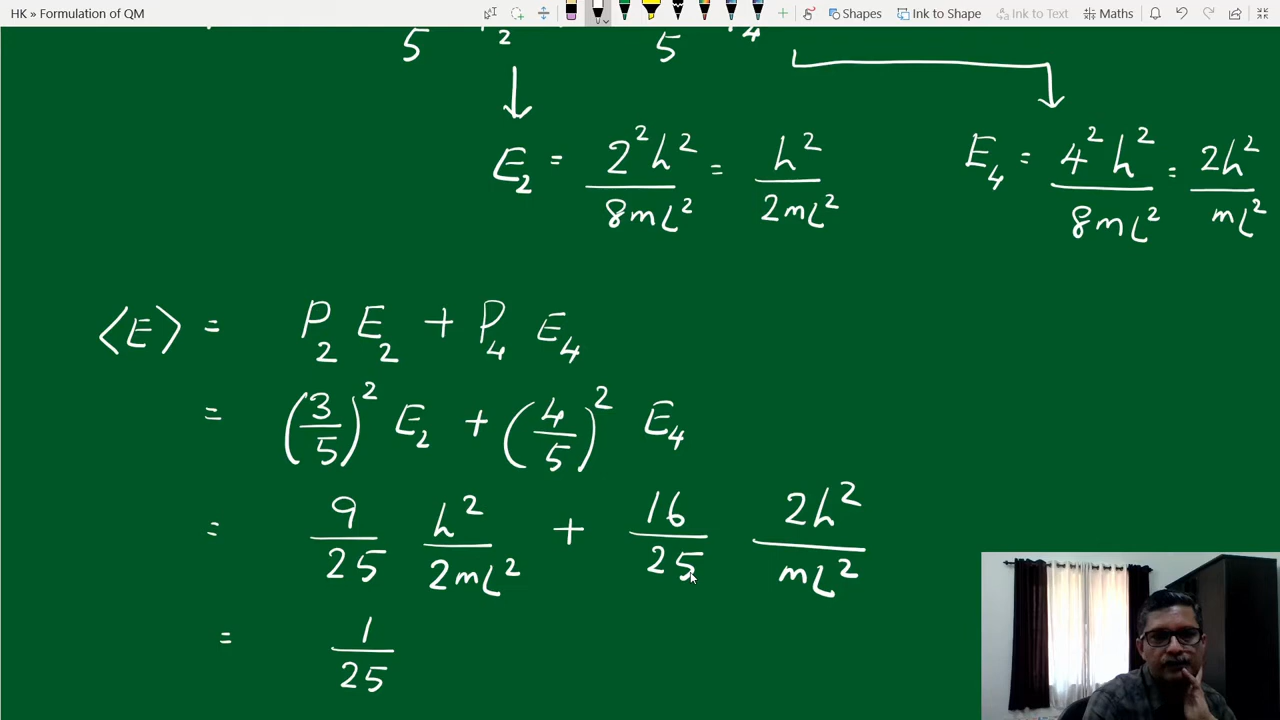 HK » Formulation of QM Shapes Ink to Shape Ink to Text Maths
5 2 5 4
E₂ = 2²h²/8mL² = h²/2mL² E₄ = 4²h²/8mL² = 2h²/mL²
⟨E⟩ = P₂ E₂ + P₄ E₄
= (3/5)² E₂ + (4/5)² E₄
= 9/25 h²/2mL² + 16/25 2h²/mL²
= 1/25